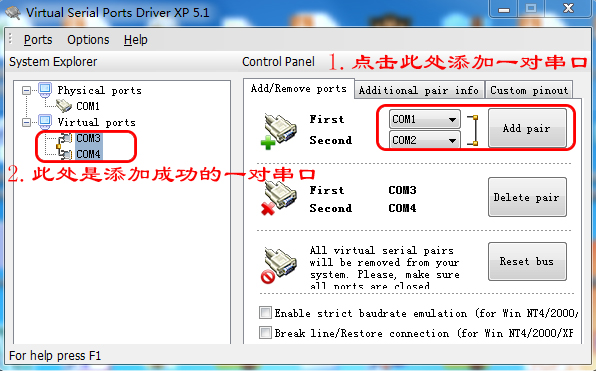 Virtual Serial Ports Driver XP 5.1
Ports Options Help
System Explorer
Control Panel
1.点击此处添加一对串口
Physical ports
COM1
Virtual ports
COM3
COM4
2.此处是添加成功的一对串口
Add/Remove ports
Additional pair info
Custom pinout
First
COM1
Second
COM2
Add pair
First
COM3
Second
COM4
Delete pair
All virtual serial pairs
will be removed from your
system. Please, make sure
all ports are closed
Reset bus
Enable strict baudrate emulation (for Win NT4/2000/
Break line/Restore connection (for Win NT4/2000/XP
For help press F1